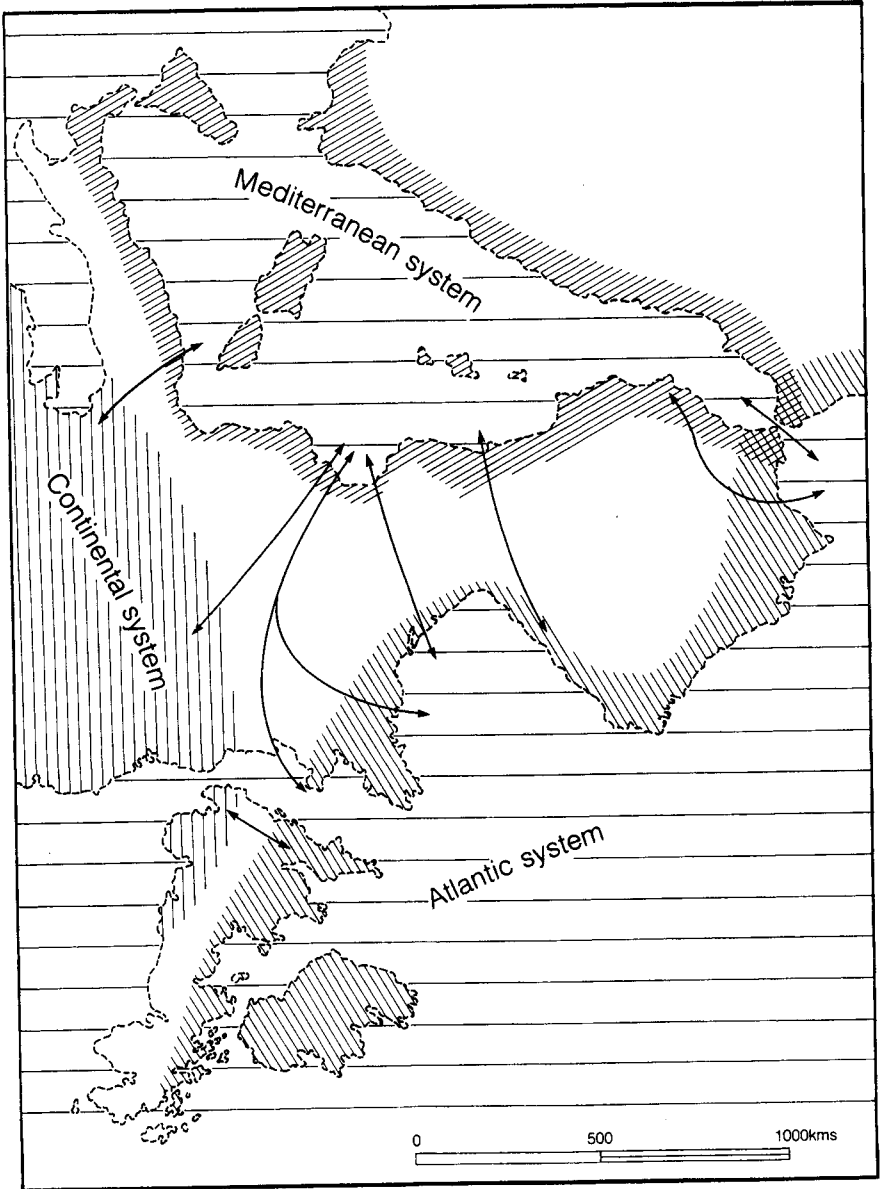 Mediterranean system
Continental system
Atlantic system
0 500 1000kms